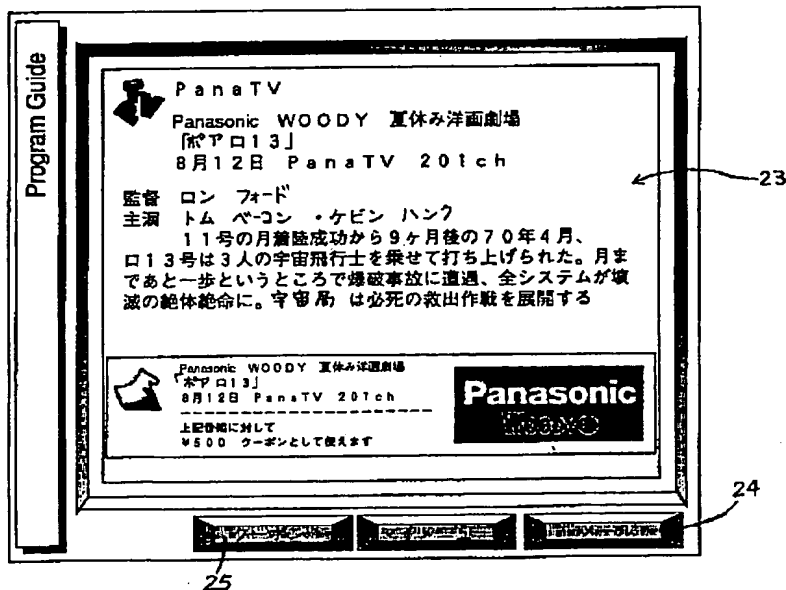 Program Guide
PanaTV
Panasonic WOODY 夏休み洋画劇場
「ポアロ13」
8月12日 PanaTV 201ch
監督 ロン フォード
主演 トム ベーコン ・ケビン ハンク
11号の月着陸成功から9ヶ月後の70年4月、
ロ13号は3人の宇宙飛行士を乗せて打ち上げられた。月ま
であと一歩というところで爆破事故に遭遇、全システムが壊
滅の絶体絶命に。宇宙局 は必死の救出作戦を展開する
Panasonic WOODY 夏休み洋画劇場
「ポアロ13」
8月12日 PanaTV 201ch
上記番組に対して
¥500 クーポンとして使えます
Panasonic
WOODY
23
24
25